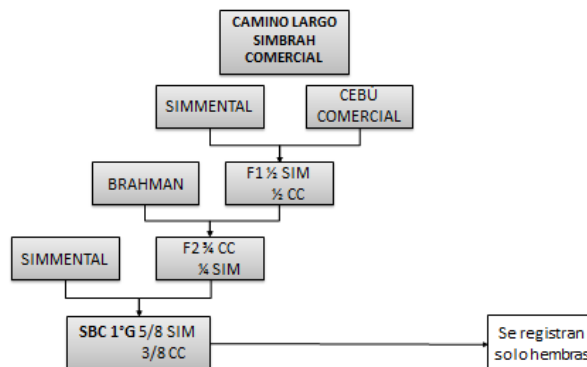 CAMINO LARGO
SIMBRAH
COMERCIAL
SIMMENTAL
CEBÚ
COMERCIAL
BRAHMAN
F1 ½ SIM
½ CC
SIMMENTAL
F2 ¾ CC
¼ SIM
SBC 1°G 5/8 SIM
3/8 CC
Se registran
solo hembras